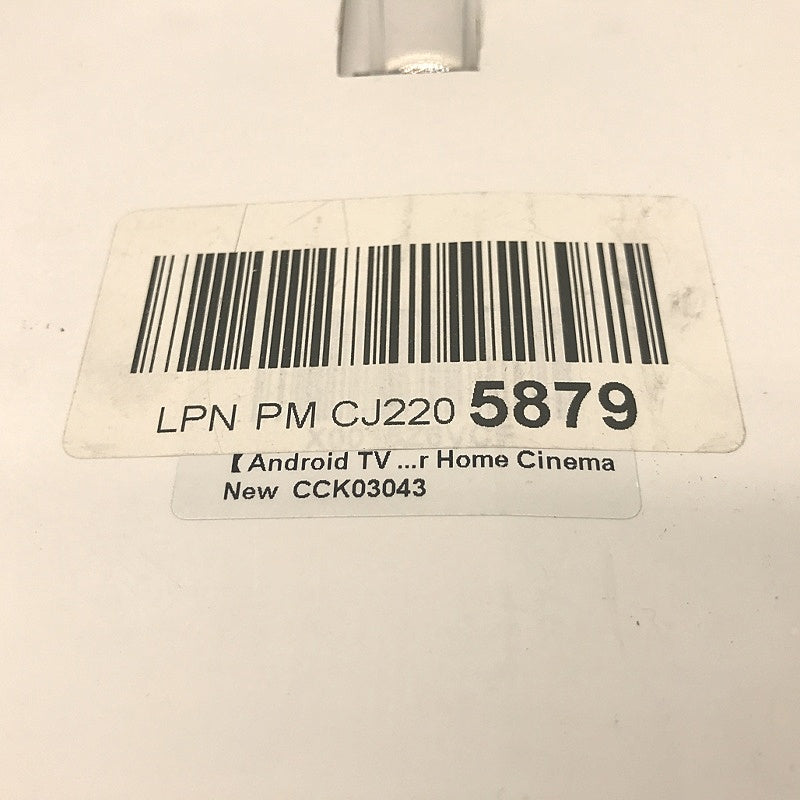 LPN PM CJ220 5879
【Android TV ...r Home Cinema
New CCK03043